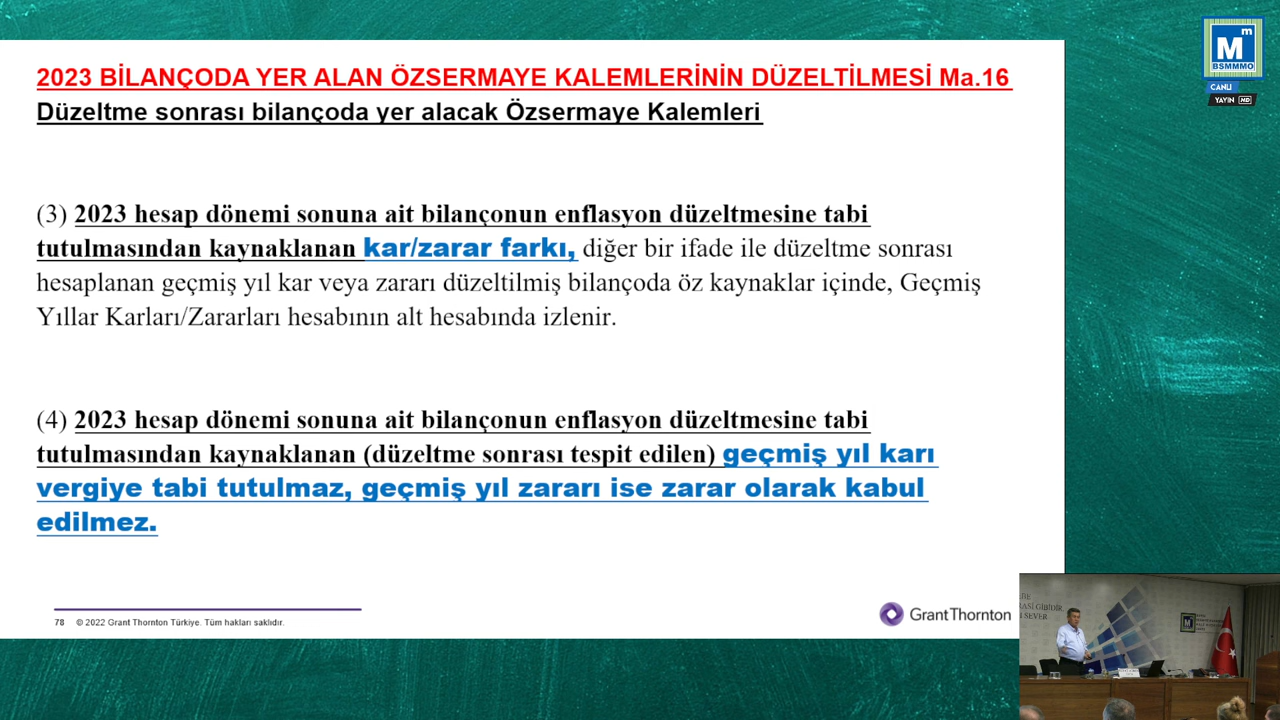 2023 BİLANÇODA YER ALAN ÖZSERMAYE KALEMLERİNİN DÜZELTİLMESİ Ma.16
Düzeltme sonrası bilançoda yer alacak Özsermaye Kalemleri
(3) 2023 hesap dönemi sonuna ait bilançonun enflasyon düzeltmesine tabi
tutulmasından kaynaklanan kar/zarar farkı, diğer bir ifade ile düzeltme sonrası
hesaplanan geçmiş yıl kar veya zararı düzeltilmiş bilançoda öz kaynaklar içinde, Geçmiş
Yıllar Karları/Zararları hesabının alt hesabında izlenir.
(4) 2023 hesap dönemi sonuna ait bilançonun enflasyon düzeltmesine tabi
tutulmasından kaynaklanan (düzeltme sonrası tespit edilen) geçmiş yıl karı
vergiye tabi tutulmaz, geçmiş yıl zararı ise zarar olarak kabul
edilmez.
78 © 2022 Grant Thornton Türkiye. Tüm hakları saklıdır.
GrantThornton
Mm
BSMMMO
CANLI
YAYIN HD
GİBİDİR,
SEVER